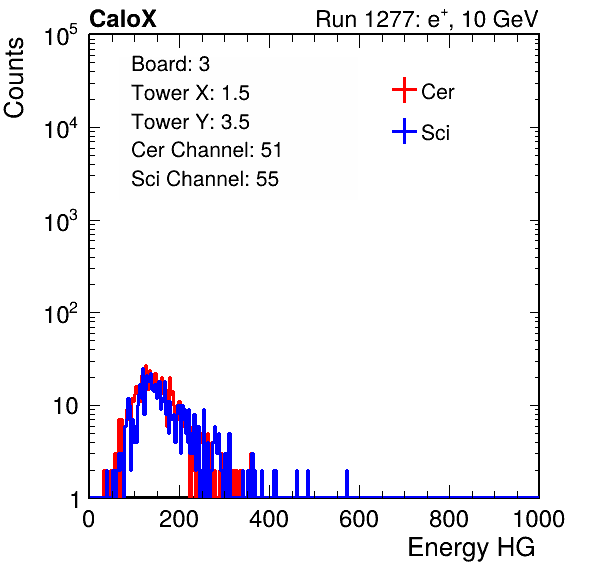 CaloX Run 1277: e⁺, 10 GeV
Counts
10⁵
10⁴
10³
10²
10
1
Board: 3
Tower X: 1.5
Tower Y: 3.5
Cer Channel: 51
Sci Channel: 55
Cer
Sci
0 200 400 600 800 1000
Energy HG